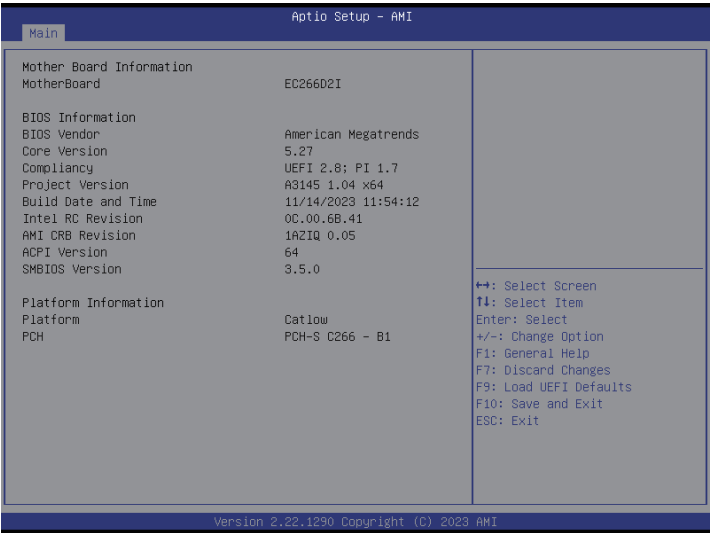 Aptio Setup – AMI
Main
Mother Board Information
MotherBoard EC266D2I
BIOS Information
BIOS Vendor American Megatrends
Core Version 5.27
Compliancy UEFI 2.8; PI 1.7
Project Version A3145 1.04 x64
Build Date and Time 11/14/2023 11:54:12
Intel RC Revision 0C.00.6B.41
AMI CRB Revision 1AZIQ 0.05
ACPI Version 64
SMBIOS Version 3.5.0
Platform Information
Platform Catlow
PCH PCH-S C266 – B1
↔: Select Screen
↑↓: Select Item
Enter: Select
+/-: Change Option
F1: General Help
F7: Discard Changes
F9: Load UEFI Defaults
F10: Save and Exit
ESC: Exit
Version 2.22.1290 Copyright (C) 2023 AMI